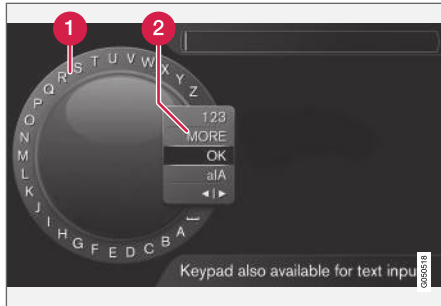 1
2
A B C D E F G H I J K L M N O P Q R S T U V W X Y Z
123
MORE
OK
a|A
◄|►
Keypad also available for text inpu
G050518